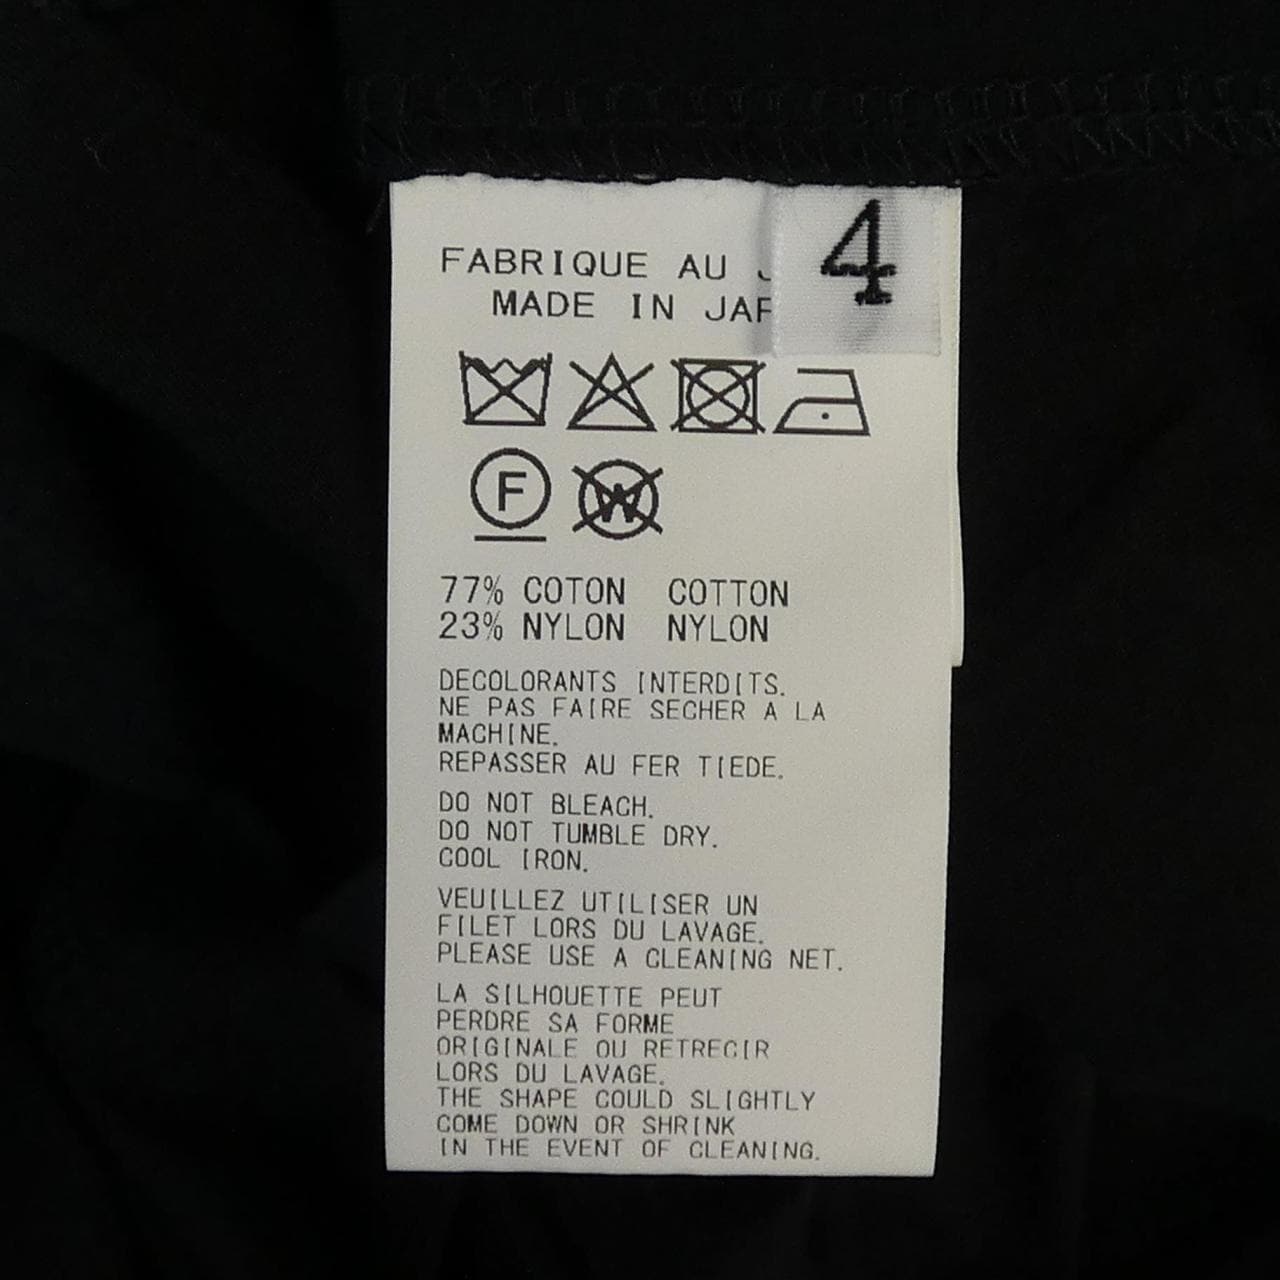 4
FABRIQUE AU
MADE IN
F
W
77% COTON COTTON
23% NYLON NYLON
DECOLORANTS INTERDITS.
NE PAS FAIRE SECHER A LA
MACHINE.
REPASSER AU FER TIEDE.
DO NOT BLEACH.
DO NOT TUMBLE DRY.
COOL IRON.
VEUILLEZ UTILISER UN
FILET LORS DU LAVAGE.
PLEASE USE A CLEANING NET.
LA SILHOUETTE PEUT
PERDRE SA FORME
ORIGINALE OU RETRECIR
LORS DU LAVAGE.
THE SHAPE COULD SLIGHTLY
COME DOWN OR SHRINK
IN THE EVENT OF CLEANING.